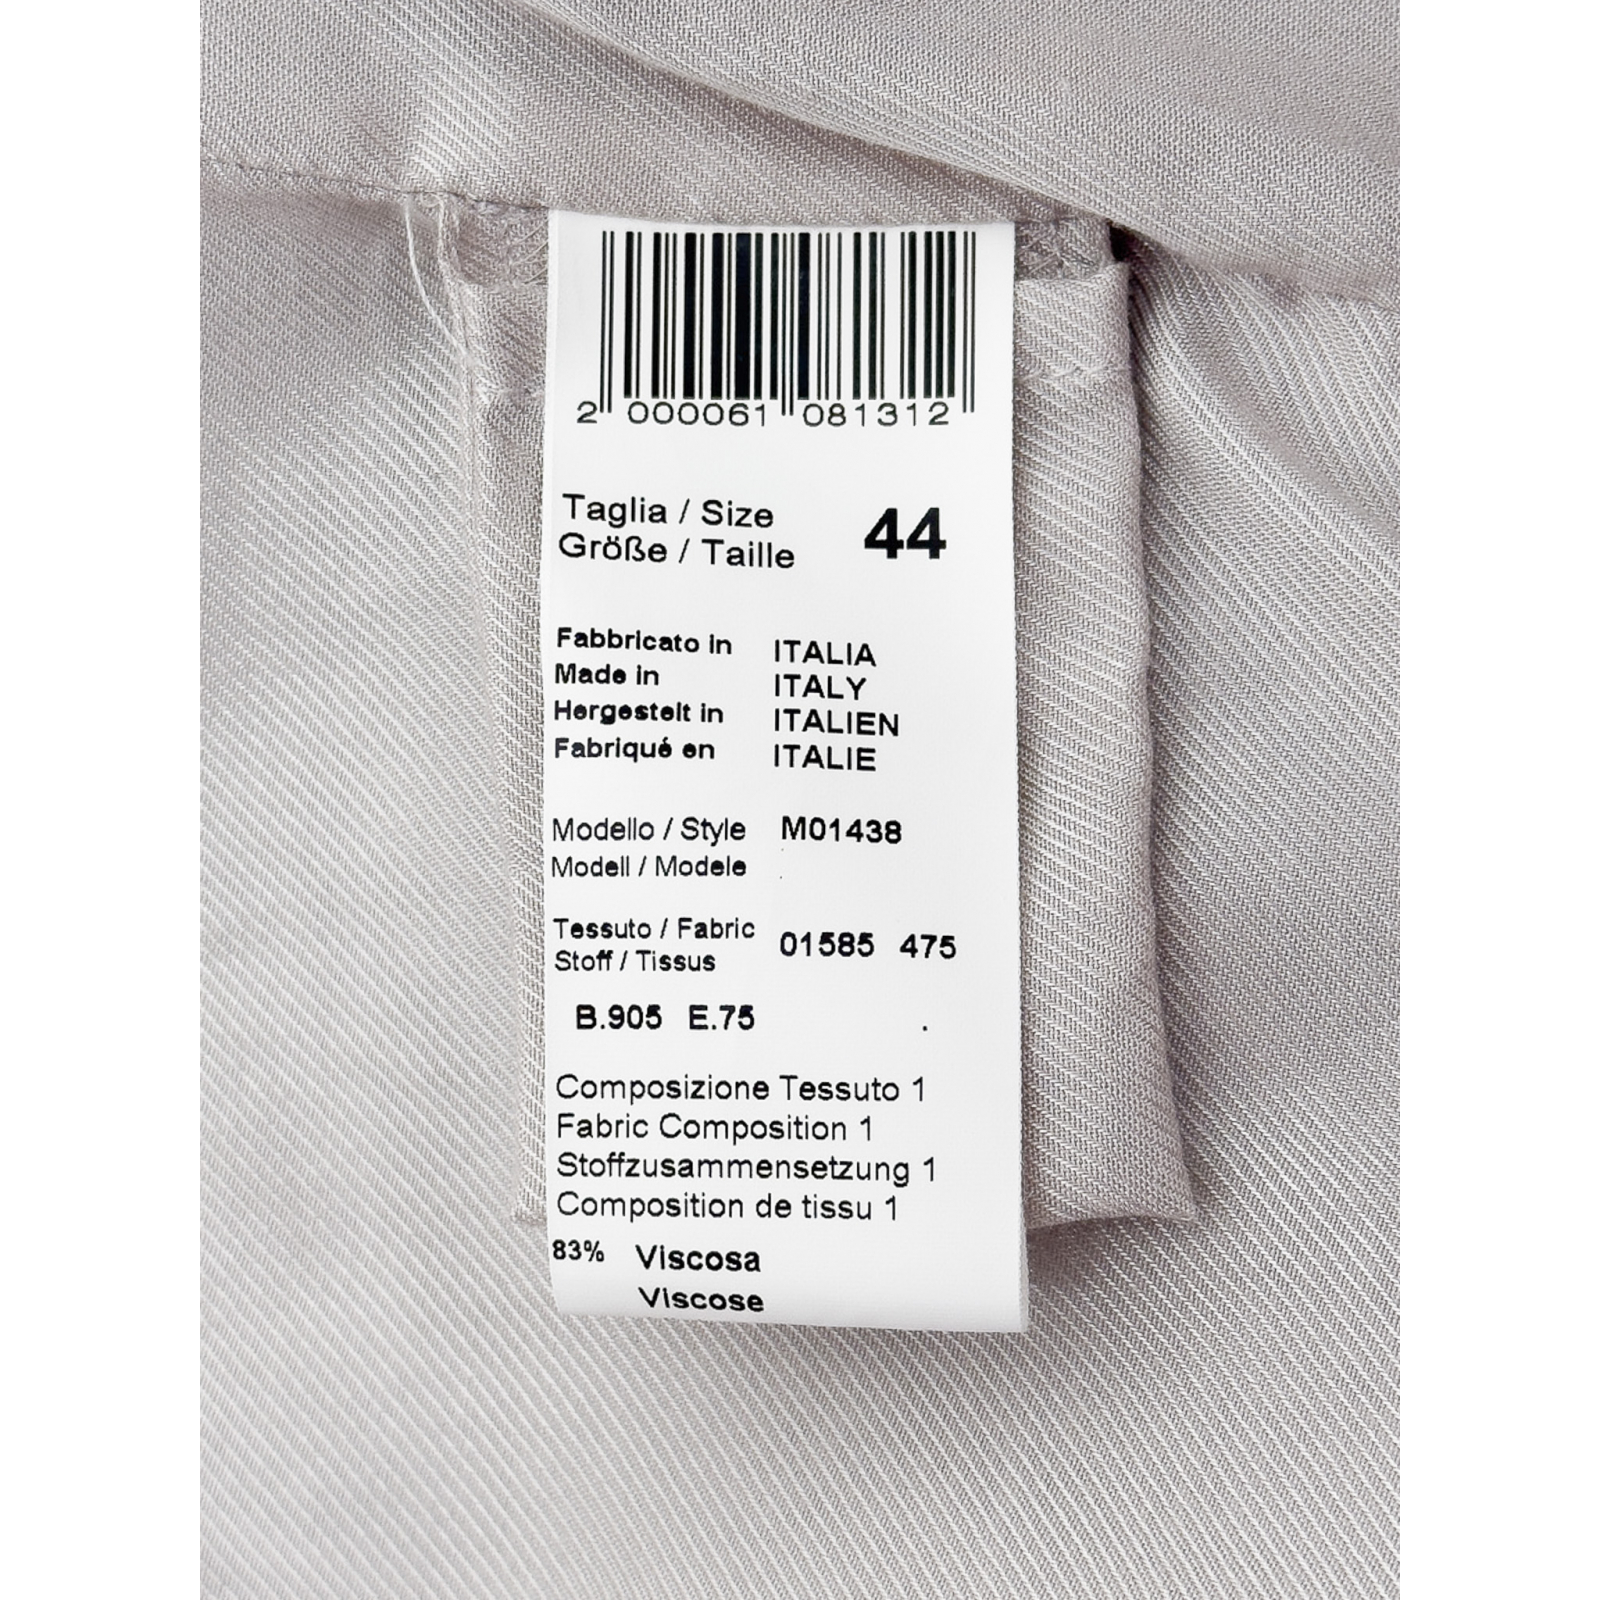 2 000061 081312
Taglia / Size 44
Größe / Taille
Fabbricato in ITALIA
Made in ITALY
Hergestelt in ITALIEN
Fabriqué en ITALIE
Modello / Style M01438
Modell / Modele
Tessuto / Fabric 01585 475
Stoff / Tissus
B.905 E.75 .
Composizione Tessuto 1
Fabric Composition 1
Stoffzusammensetzung 1
Composition de tissu 1
83% Viscosa
Viscose